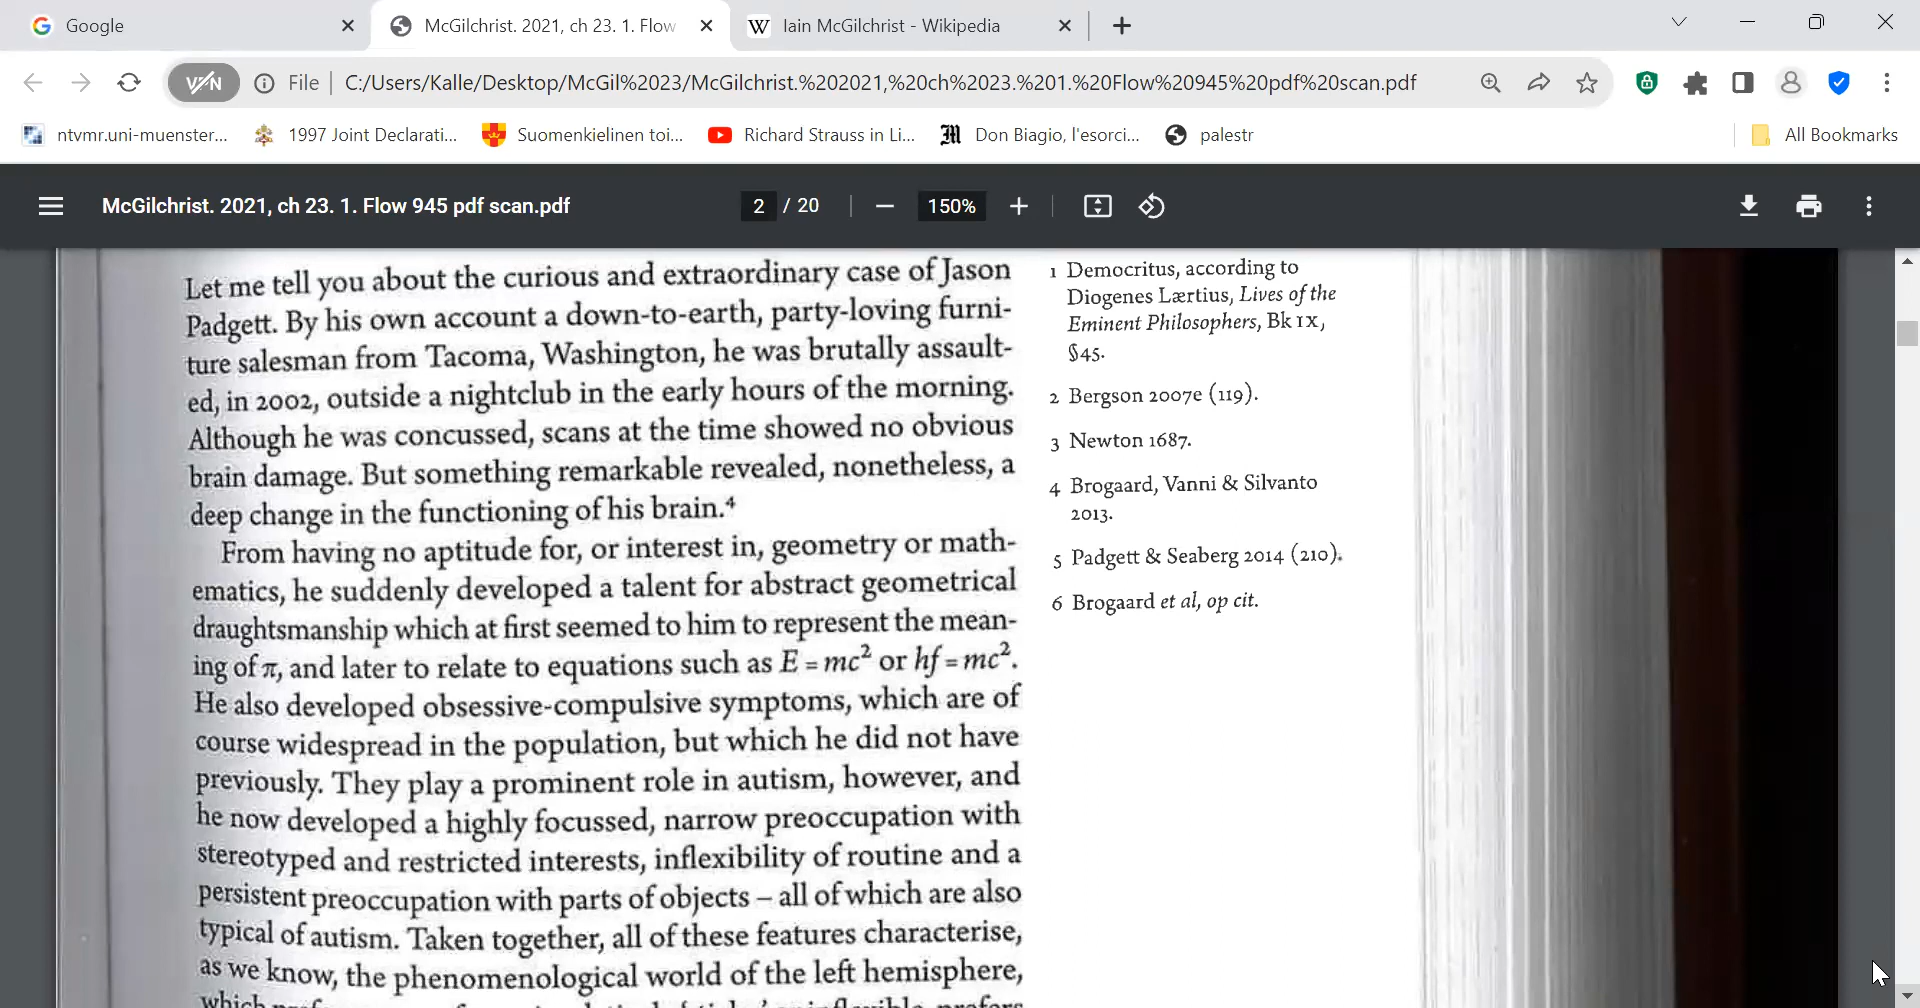 Google
McGilchrist. 2021, ch 23. 1. Flow
Iain McGilchrist - Wikipedia
VPN
File
C:/Users/Kalle/Desktop/McGil%2023/McGilchrist.%202021,%20ch%2023.%201.%20Flow%20945%20pdf%20scan.pdf
ntvmr.uni-muenster...
1997 Joint Declarati...
Suomenkielinen toi...
Richard Strauss in Li...
Don Biagio, l'esorci...
palestr
All Bookmarks
McGilchrist. 2021, ch 23. 1. Flow 945 pdf scan.pdf
2 / 20
150%
Let me tell you about the curious and extraordinary case of Jason
Padgett. By his own account a down-to-earth, party-loving furni-
ture salesman from Tacoma, Washington, he was brutally assault-
ed, in 2002, outside a nightclub in the early hours of the morning.
Although he was concussed, scans at the time showed no obvious
brain damage. But something remarkable revealed, nonetheless, a
deep change in the functioning of his brain.⁴
From having no aptitude for, or interest in, geometry or math-
ematics, he suddenly developed a talent for abstract geometrical
draughtsmanship which at first seemed to him to represent the mean-
ing of π, and later to relate to equations such as E = mc² or hf = mc².
He also developed obsessive-compulsive symptoms, which are of
course widespread in the population, but which he did not have
previously. They play a prominent role in autism, however, and
he now developed a highly focussed, narrow preoccupation with
stereotyped and restricted interests, inflexibility of routine and a
persistent preoccupation with parts of objects – all of which are also
typical of autism. Taken together, all of these features characterise,
as we know, the phenomenological world of the left hemisphere,
1 Democritus, according to
Diogenes Lærtius, Lives of the
Eminent Philosophers, Bk IX,
§45.
2 Bergson 2007e (119).
3 Newton 1687.
4 Brogaard, Vanni & Silvanto
2013.
5 Padgett & Seaberg 2014 (210).
6 Brogaard et al, op cit.